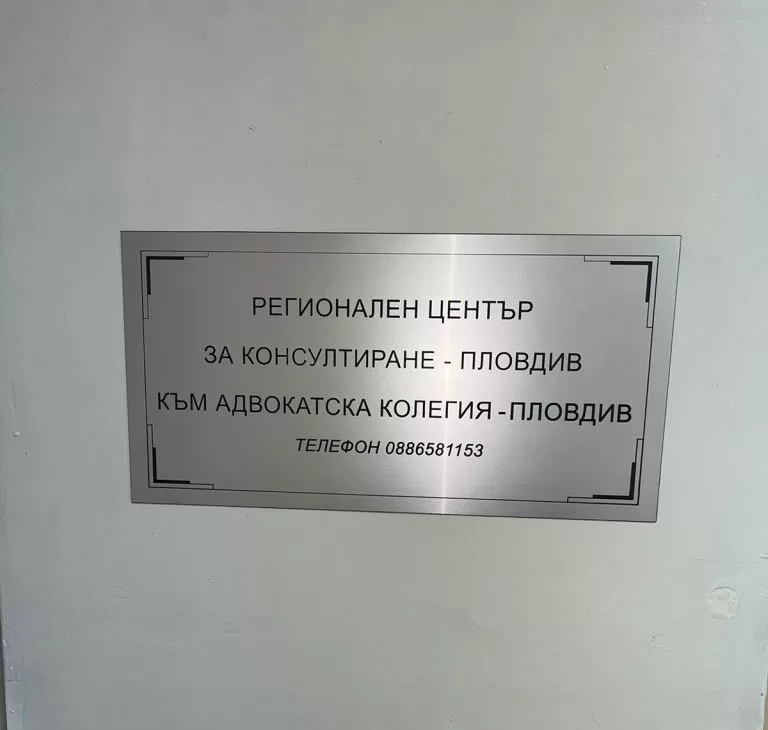 РЕГИОНАЛЕН ЦЕНТЪР
ЗА КОНСУЛТИРАНЕ - ПЛОВДИВ
КЪМ АДВОКАТСКА КОЛЕГИЯ -ПЛОВДИВ
ТЕЛЕФОН 0886581153